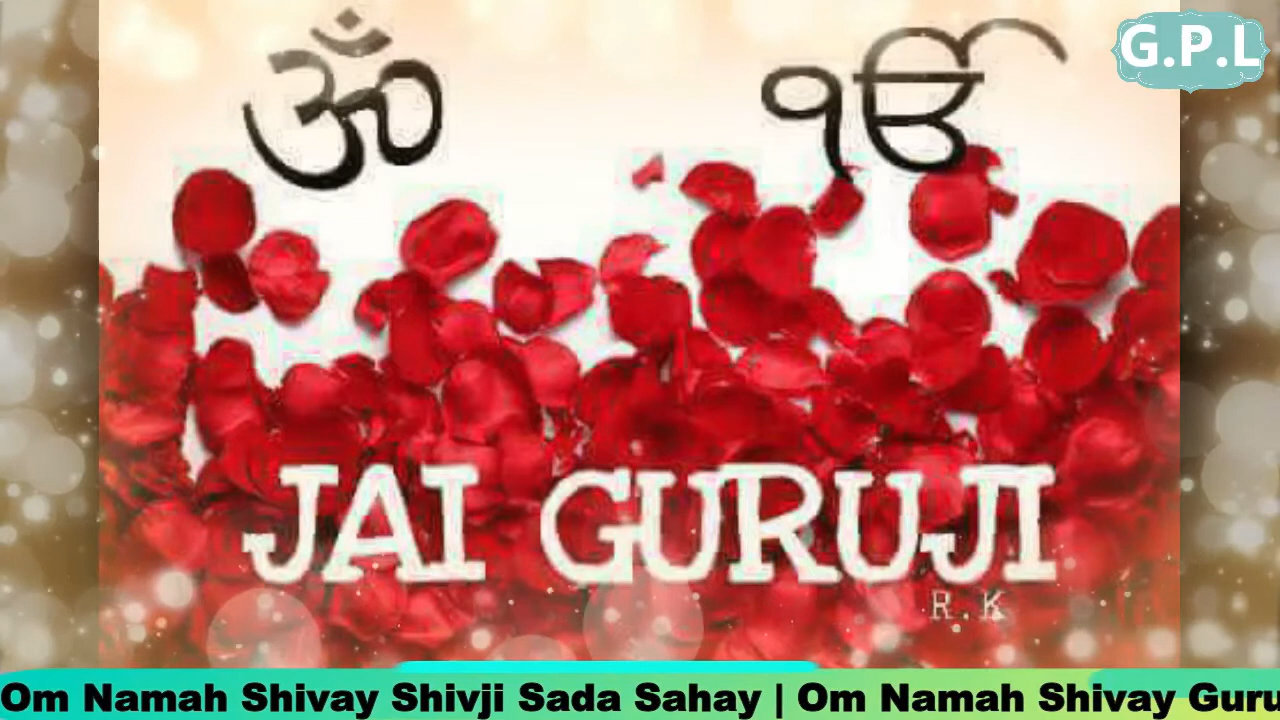 ॐ ੴ
G.P.L
JAI GURUJI
R.K
Om Namah Shivay Shivji Sada Sahay | Om Namah Shivay Guru